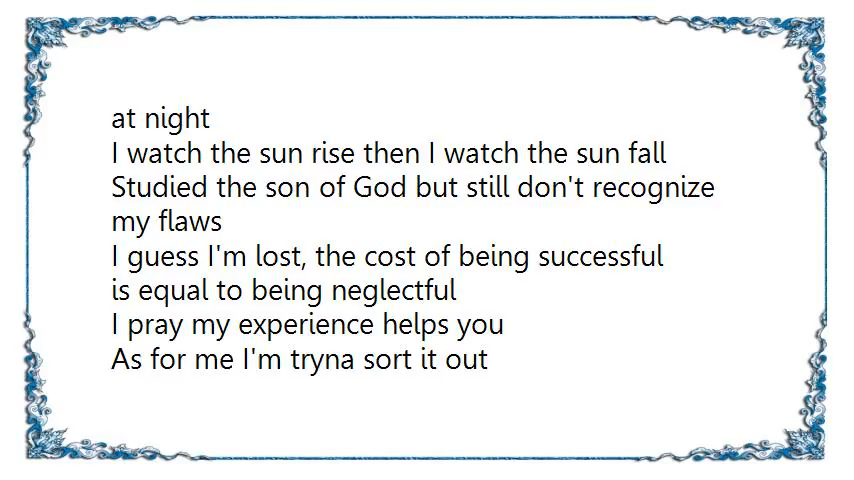 at night
I watch the sun rise then I watch the sun fall
Studied the son of God but still don't recognize
my flaws
I guess I'm lost, the cost of being successful
is equal to being neglectful
I pray my experience helps you
As for me I'm tryna sort it out